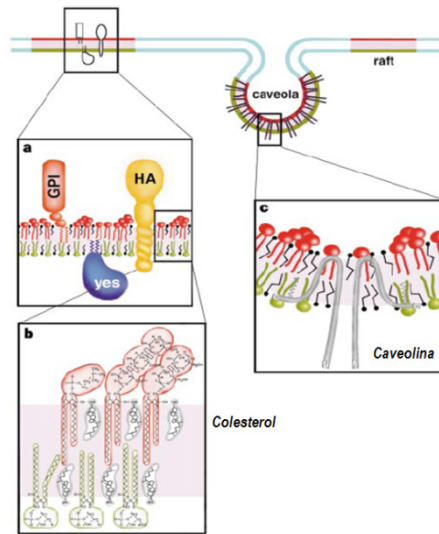 raft
caveola
a
GPI
HA
yes
c
Caveolina
b
Colesterol